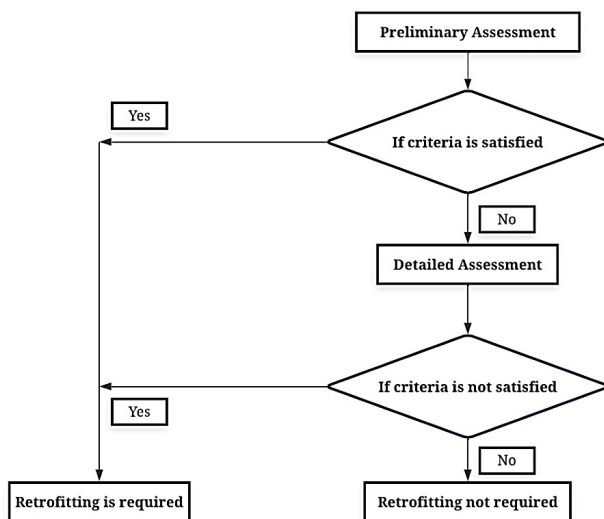 Preliminary Assessment
Yes
If criteria is satisfied
No
Detailed Assessment
If criteria is not satisfied
Yes
No
Retrofitting is required
Retrofitting not required